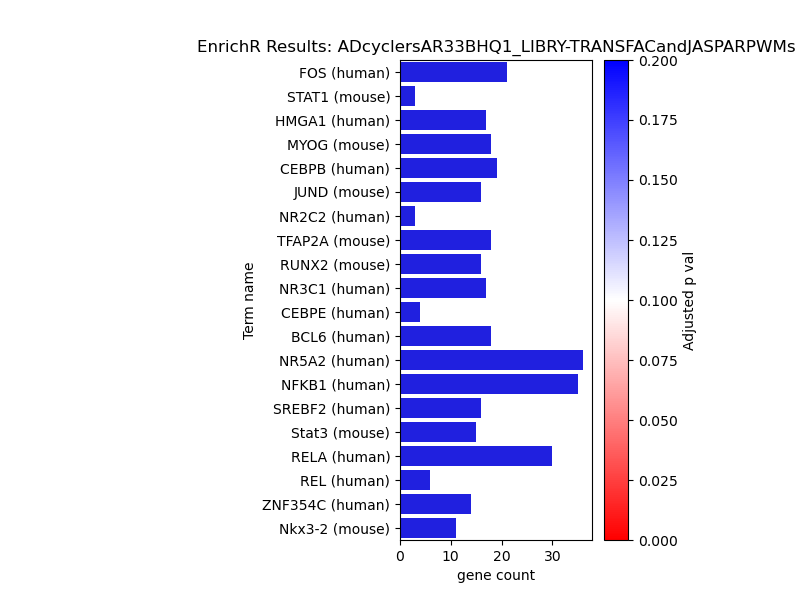 EnrichR Results: ADcyclersAR33BHQ1_LIBRY-TRANSFACandJASPARPWMs
Term name
FOS (human)
STAT1 (mouse)
HMGA1 (human)
MYOG (mouse)
CEBPB (human)
JUND (mouse)
NR2C2 (human)
TFAP2A (mouse)
RUNX2 (mouse)
NR3C1 (human)
CEBPE (human)
BCL6 (human)
NR5A2 (human)
NFKB1 (human)
SREBF2 (human)
Stat3 (mouse)
RELA (human)
REL (human)
ZNF354C (human)
Nkx3-2 (mouse)
0 10 20 30
gene count
0.200
0.175
0.150
0.125
0.100
0.075
0.050
0.025
0.000
Adjusted p val